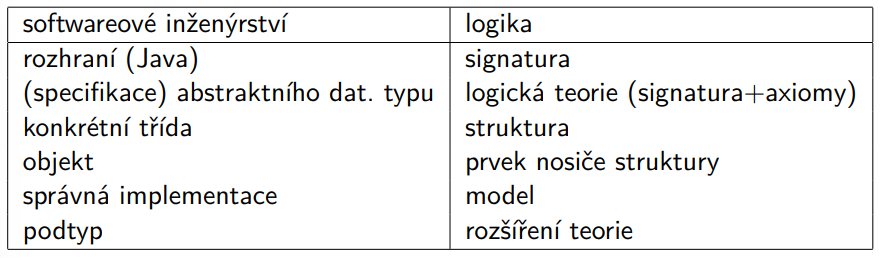 softwareové inženýrství logika
rozhraní (Java) signatura
(specifikace) abstraktního dat. typu logická teorie (signatura+axiomy)
konkrétní třída struktura
objekt prvek nosiče struktury
správná implementace model
podtyp rozšíření teorie